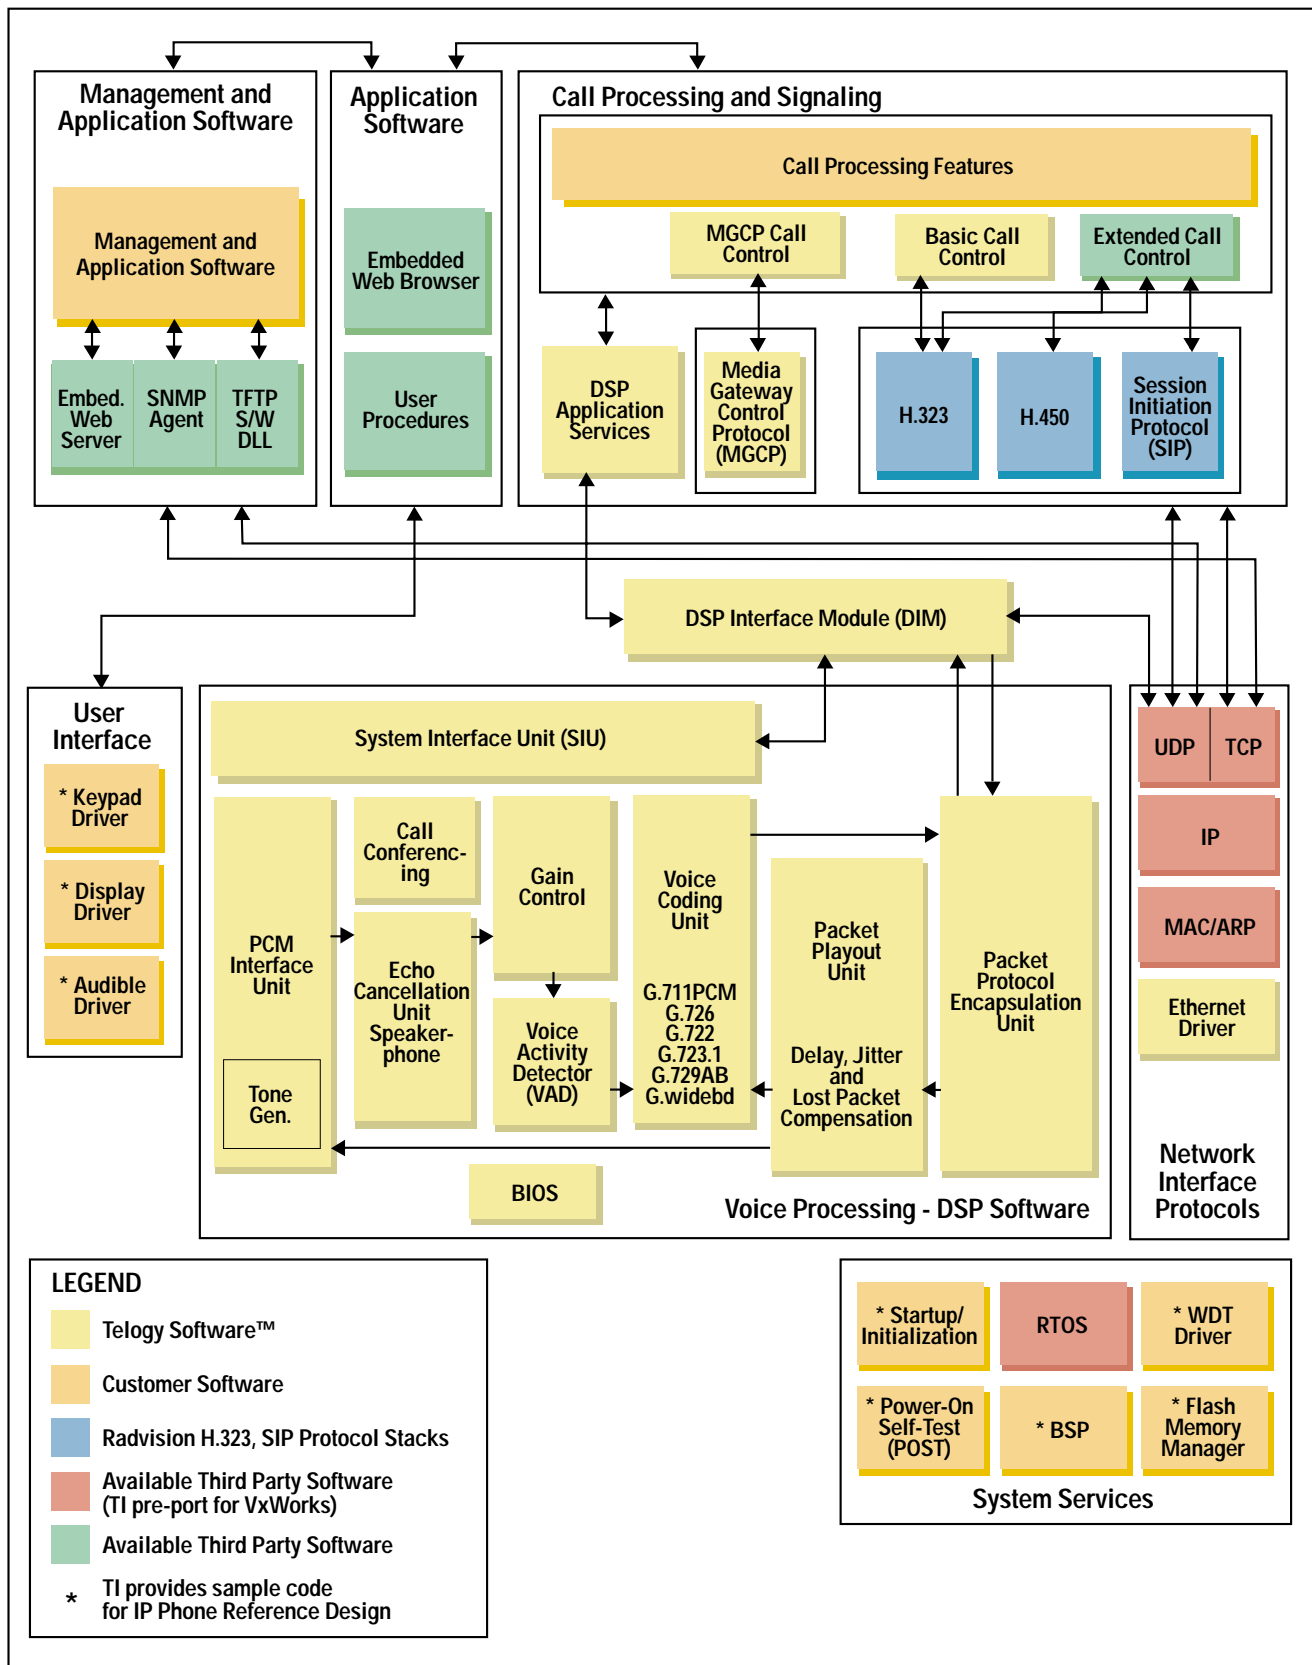 Management and
Application Software
Application
Software
Call Processing and Signaling
Call Processing Features
Management and
Application Software
Embedded
Web Browser
MGCP Call
Control
Basic Call
Control
Extended Call
Control
Embed.
Web
Server
SNMP
Agent
TFTP
S/W
DLL
User
Procedures
DSP
Application
Services
Media
Gateway
Control
Protocol
(MGCP)
H.323
H.450
Session
Initiation
Protocol
(SIP)
DSP Interface Module (DIM)
User
Interface
* Keypad
Driver
* Display
Driver
* Audible
Driver
System Interface Unit (SIU)
PCM
Interface
Unit
Tone
Gen.
Call
Conferenc-
ing
Echo
Cancellation
Unit
Speaker-
phone
Gain
Control
Voice
Activity
Detector
(VAD)
Voice
Coding
Unit
G.711PCM
G.726
G.722
G.723.1
G.729AB
G.widebd
Packet
Playout
Unit
Delay, Jitter
and
Lost Packet
Compensation
Packet
Protocol
Encapsulation
Unit
BIOS
Voice Processing - DSP Software
UDP
TCP
IP
MAC/ARP
Ethernet
Driver
Network
Interface
Protocols
LEGEND
Telogy Software™
Customer Software
Radvision H.323, SIP Protocol Stacks
Available Third Party Software
(TI pre-port for VxWorks)
Available Third Party Software
* TI provides sample code
for IP Phone Reference Design
* Startup/
Initialization
RTOS
* WDT
Driver
* Power-On
Self-Test
(POST)
* BSP
* Flash
Memory
Manager
System Services